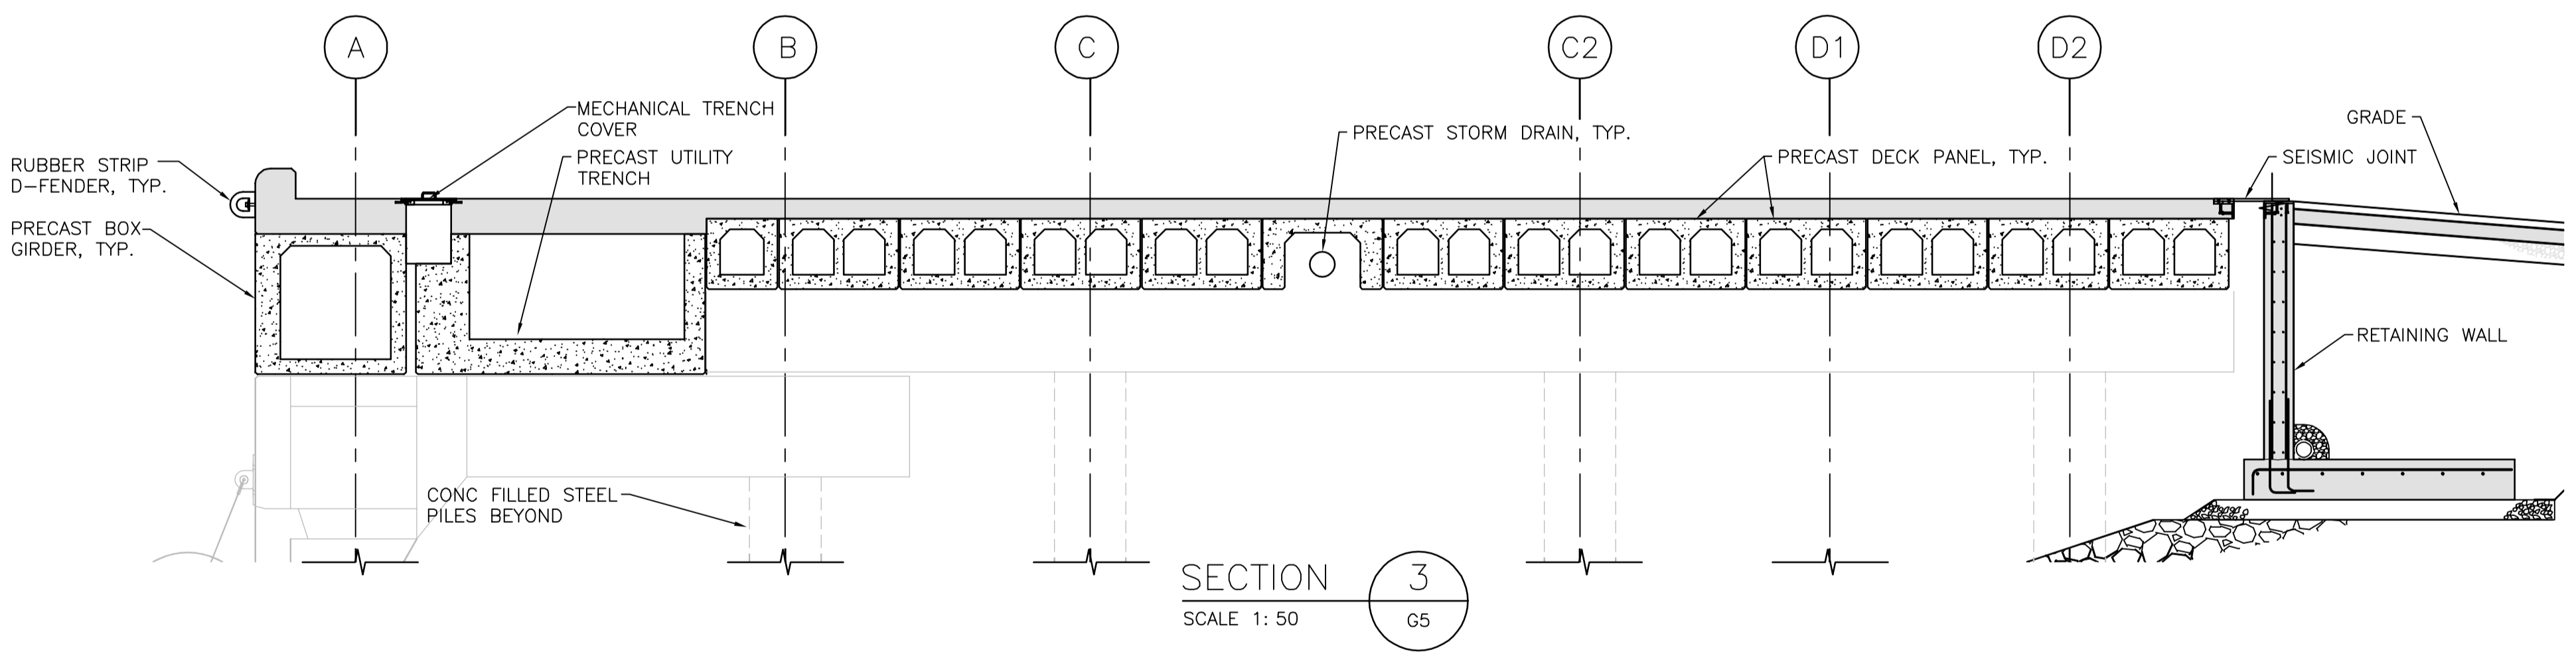 A
B
C
C2
D1
D2
MECHANICAL TRENCH
COVER
PRECAST UTILITY
TRENCH
RUBBER STRIP
D-FENDER, TYP.
PRECAST BOX
GIRDER, TYP.
PRECAST STORM DRAIN, TYP.
PRECAST DECK PANEL, TYP.
GRADE
SEISMIC JOINT
RETAINING WALL
CONC FILLED STEEL
PILES BEYOND
SECTION
SCALE 1:50
3
G5